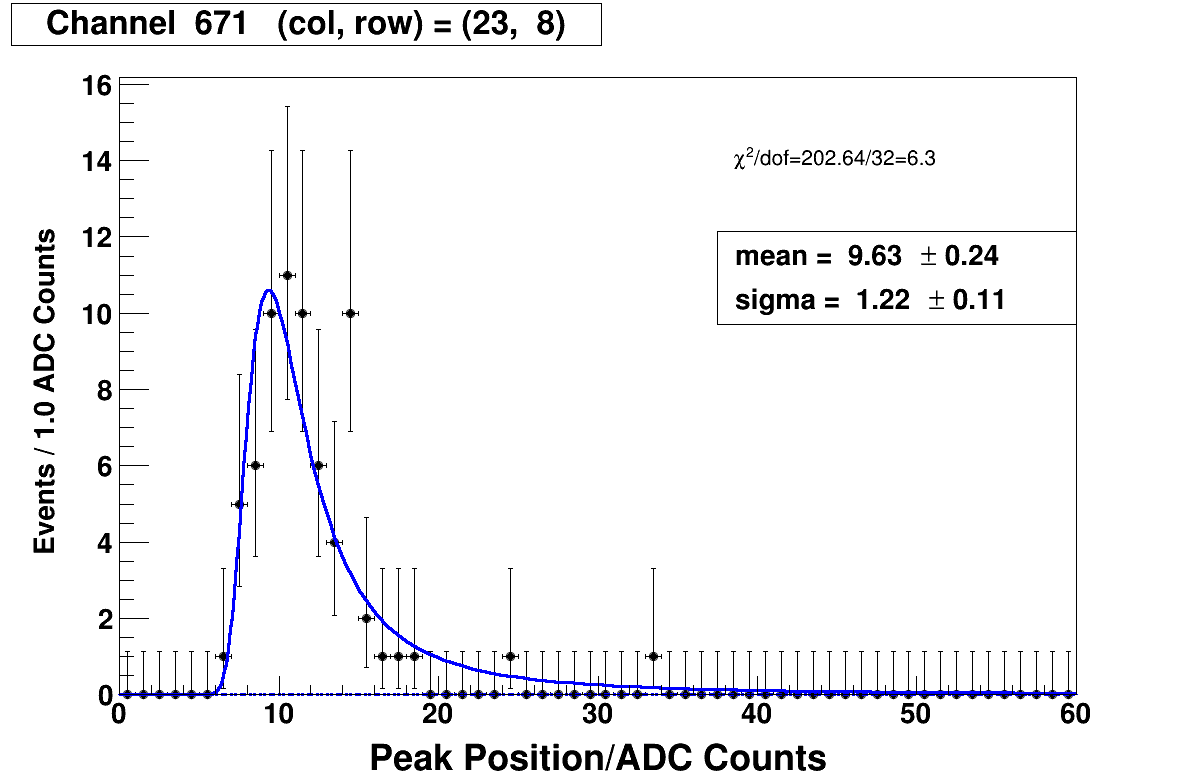 Channel 671 (col, row) = (23, 8)
16
14
12
10
8
6
4
2
0
Events / 1.0 ADC Counts
χ²/dof=202.64/32=6.3
mean = 9.63 ± 0.24
sigma = 1.22 ± 0.11
0 10 20 30 40 50 60
Peak Position/ADC Counts